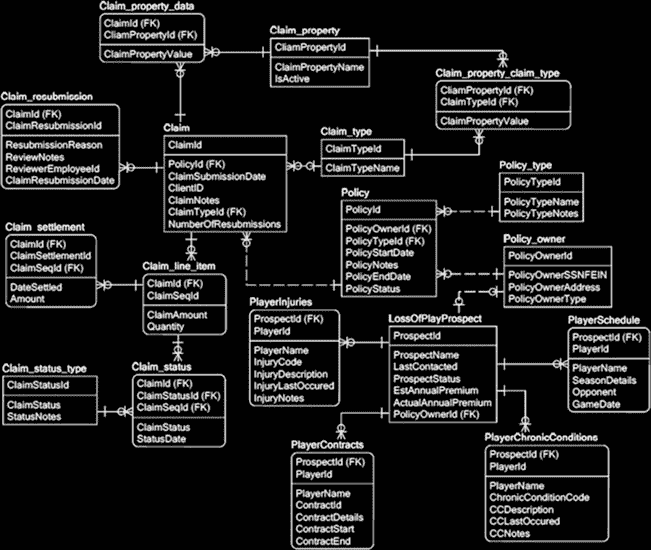 Claim_property_data
ClaimId (FK)
CliamPropertyId (FK)
ClaimPropertyValue
Claim_property
CliamPropertyId
ClaimPropertyName
IsActive
Claim_property_claim_type
CliamPropertyId (FK)
ClaimTypeId (FK)
ClaimPropertyValue
Claim_resubmission
ClaimId (FK)
ClaimResubmissionId
ResubmissionReason
ReviewNotes
ReviewerEmployeeId
ClaimResubmissionDate
Claim
ClaimId
PolicyId (FK)
ClaimSubmissionDate
ClientID
ClaimNotes
ClaimTypeId (FK)
NumberOfResubmissions
Claim_type
ClaimTypeId
ClaimTypeName
Policy_type
PolicyTypeId
PolicyTypeName
PolicyTypeNotes
Policy
PolicyId
PolicyOwnerId (FK)
PolicyTypeId (FK)
PolicyStartDate
PolicyNotes
PolicyEndDate
PolicyStatus
Policy_owner
PolicyOwnerId
PolicyOwnerSSNFEIN
PolicyOwnerAddress
PolicyOwnerType
Claim_settlement
ClaimId (FK)
ClaimSettlementId
ClaimSeqId (FK)
DateSettled
Amount
Claim_line_item
ClaimId (FK)
ClaimSeqId
ClaimAmount
Quantity
PlayerInjuries
ProspectId (FK)
PlayerId
PlayerName
InjuryCode
InjuryDescription
InjuryLastOccured
InjuryNotes
LossOfPlayProspect
ProspectId
ProspectName
LastContacted
ProspectStatus
EstAnnualPremium
ActualAnnualPremium
PolicyOwnerId (FK)
PlayerSchedule
ProspectId (FK)
PlayerId
PlayerName
SeasonDetails
Opponent
GameDate
Claim_status_type
ClaimStatusId
ClaimStatus
StatusNotes
Claim_status
ClaimId (FK)
ClaimStatusId (FK)
ClaimSeqId (FK)
ClaimStatus
StatusDate
PlayerContracts
ProspectId (FK)
PlayerId
PlayerName
ContractId
ContractDetails
ContractStart
ContractEnd
PlayerChronicConditions
ProspectId (FK)
PlayerId
PlayerName
ChronicConditionCode
CCDescription
CCLastOccured
CCNotes